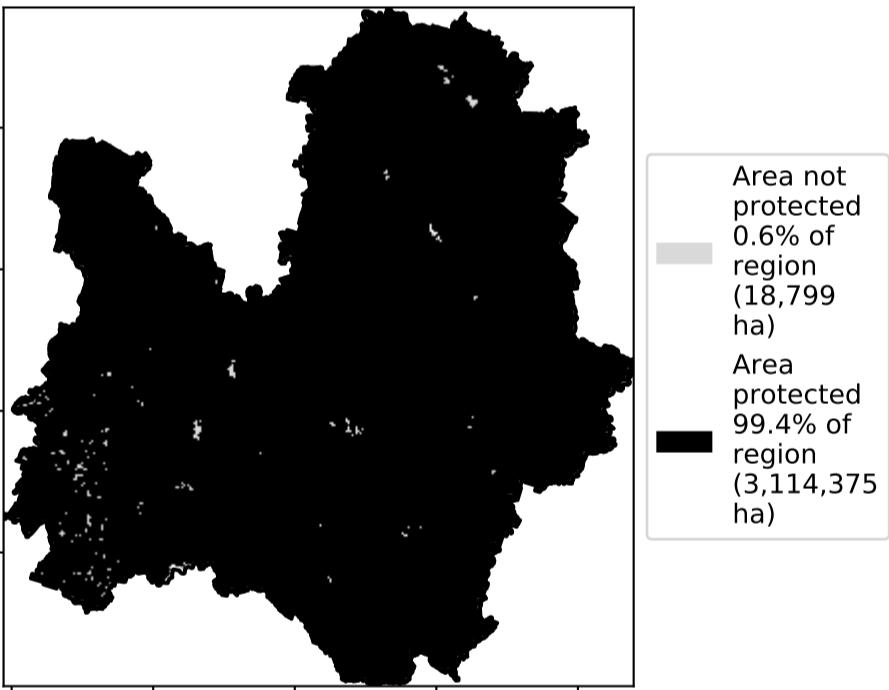 Area not
protected
0.6% of
region
(18,799
ha)
Area
protected
99.4% of
region
(3,114,375
ha)